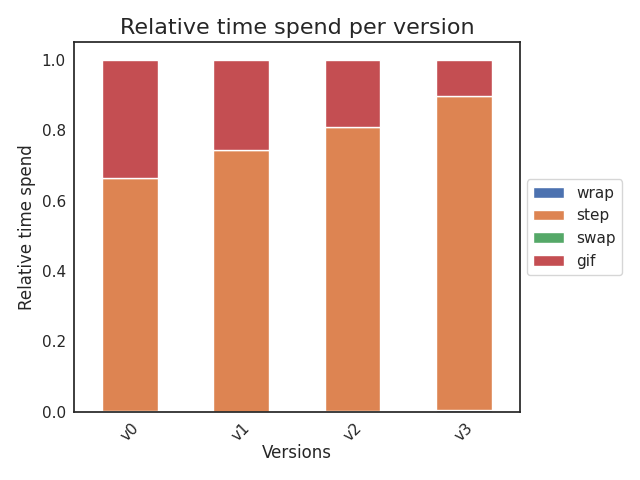 Relative time spend per version
1.0
0.8
0.6
0.4
0.2
0.0
Relative time spend
v0
v1
v2
v3
Versions
wrap
step
swap
gif